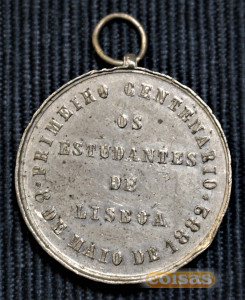 PRIMEIRO CENTENARIO
OS
ESTUDANTES
DE
LISBOA
8 DE MAIO DE 1882
coisas